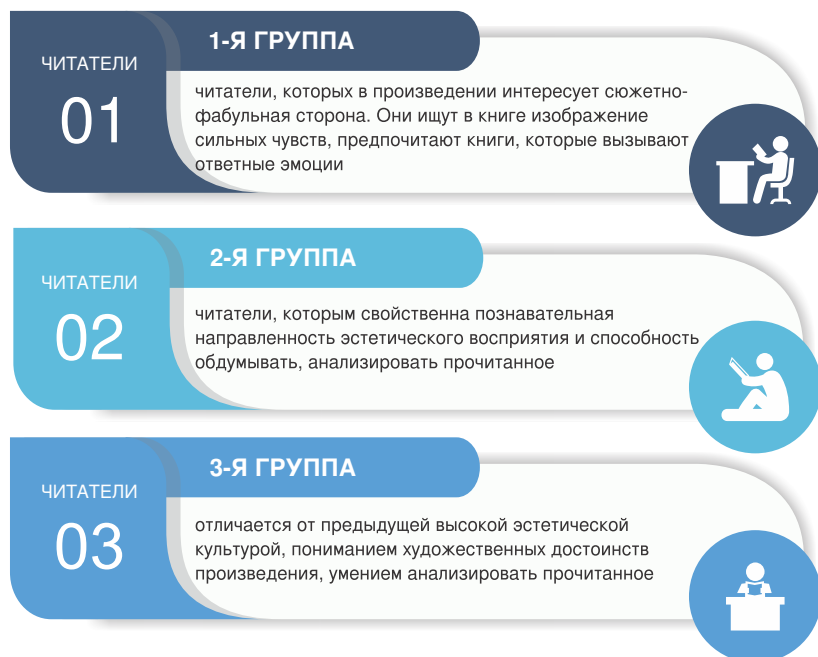 ЧИТАТЕЛИ
01
1-Я ГРУППА
читатели, которых в произведении интересует сюжетно-
фабульная сторона. Они ищут в книге изображение
сильных чувств, предпочитают книги, которые вызывают
ответные эмоции
ЧИТАТЕЛИ
02
2-Я ГРУППА
читатели, которым свойственна познавательная
направленность эстетического восприятия и способность
обдумывать, анализировать прочитанное
ЧИТАТЕЛИ
03
3-Я ГРУППА
отличается от предыдущей высокой эстетической
культурой, пониманием художественных достоинств
произведения, умением анализировать прочитанное